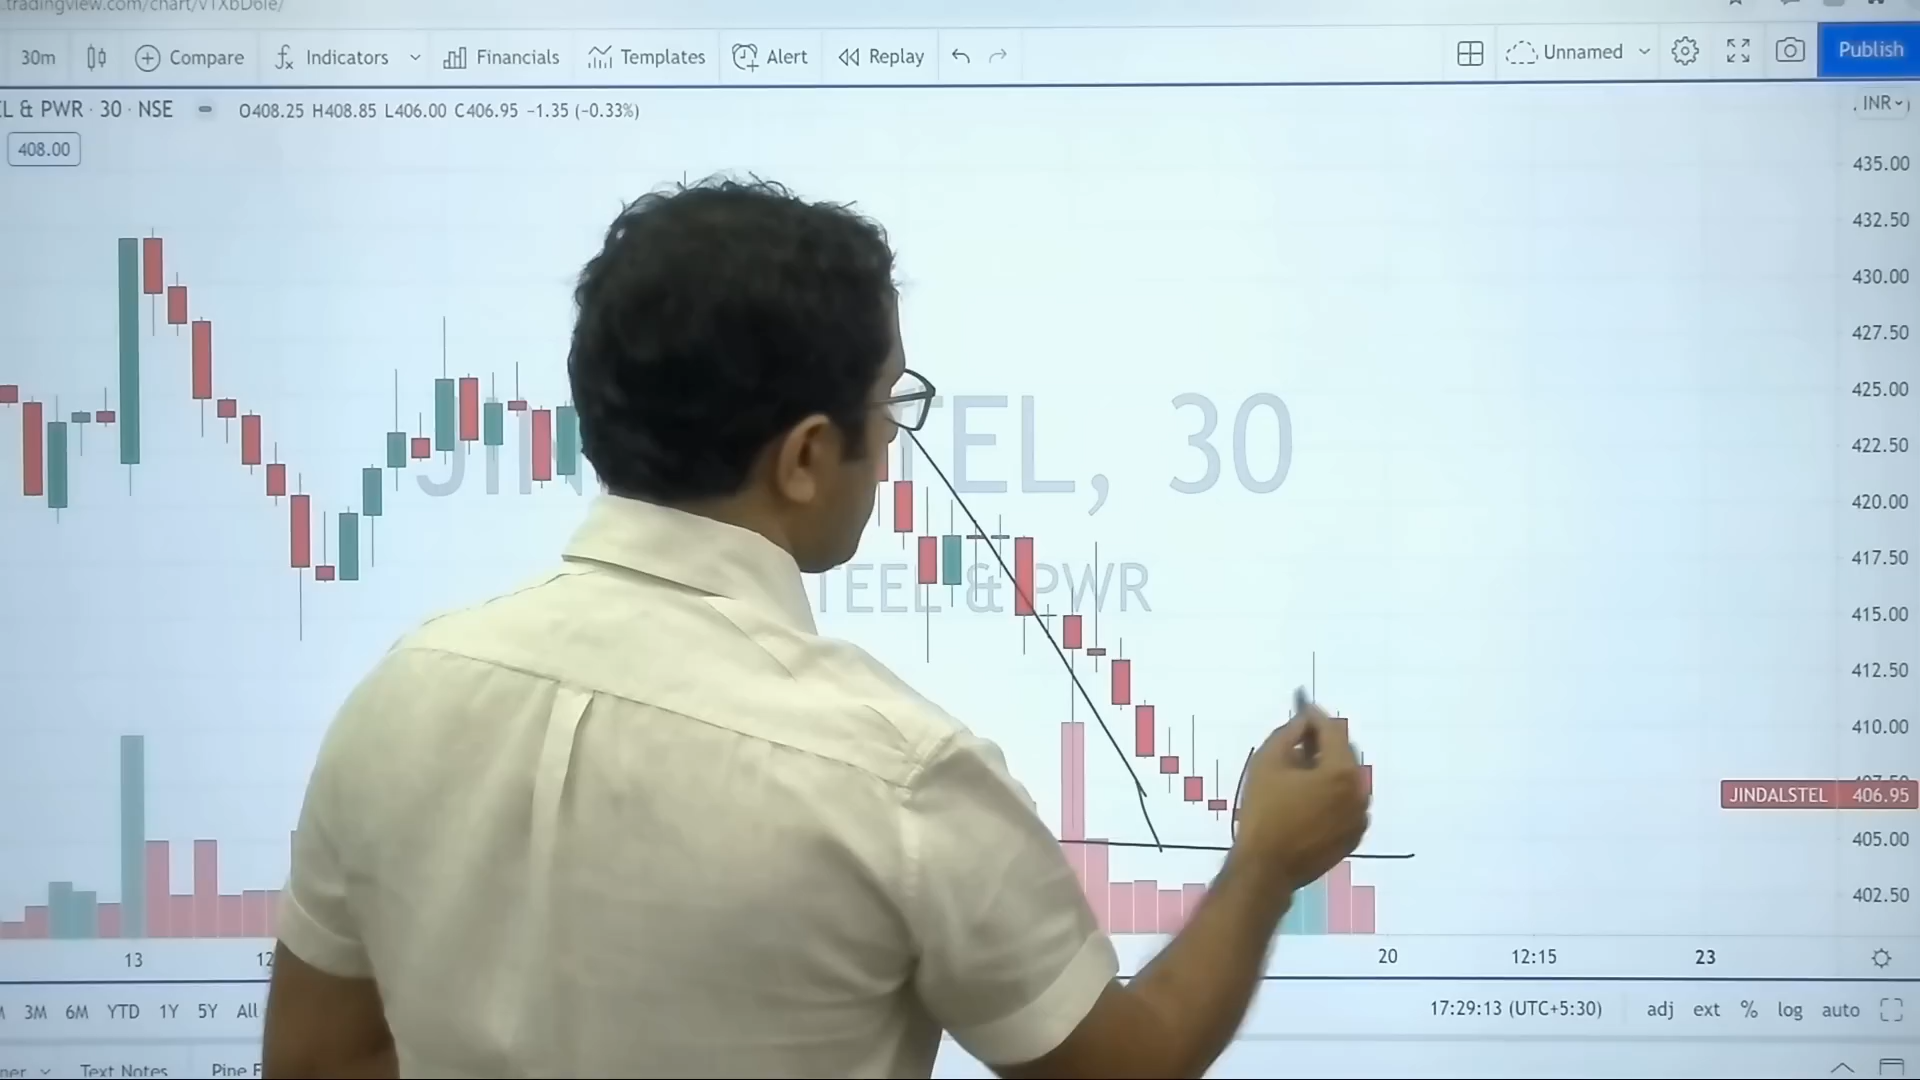 .tradingview.com/chart/V1XbD6Ie/
30m Compare Indicators Financials Templates Alert Replay Unnamed Publish
L & PWR · 30 · NSE O408.25 H408.85 L406.00 C406.95 −1.35 (−0.33%) INR
408.00
435.00
432.50
430.00
427.50
425.00
TEL, 30
422.50
420.00
417.50
TEEL & PWR
415.00
412.50
410.00
JINDALSTEL 406.95
405.00
402.50
13 12 20 12:15 23
3M 6M YTD 1Y 5Y All 17:29:13 (UTC+5:30) adj ext % log auto
Text Notes Pine